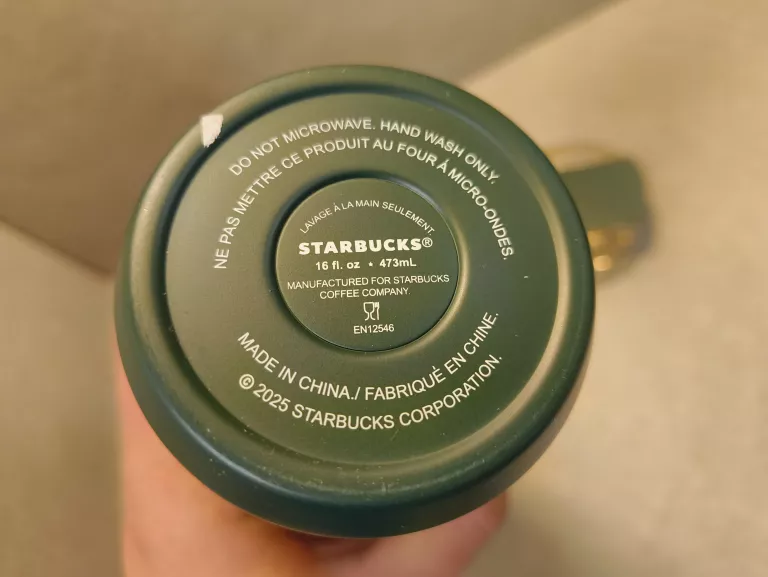 DO NOT MICROWAVE. HAND WASH ONLY.
NE PAS METTRE CE PRODUIT AU FOUR À MICRO-ONDES.
LAVAGE À LA MAIN SEULEMENT.
STARBUCKS®
16 fl. oz • 473mL
MANUFACTURED FOR STARBUCKS
COFFEE COMPANY.
EN12546
MADE IN CHINA./ FABRIQUÉ EN CHINE.
© 2025 STARBUCKS CORPORATION.